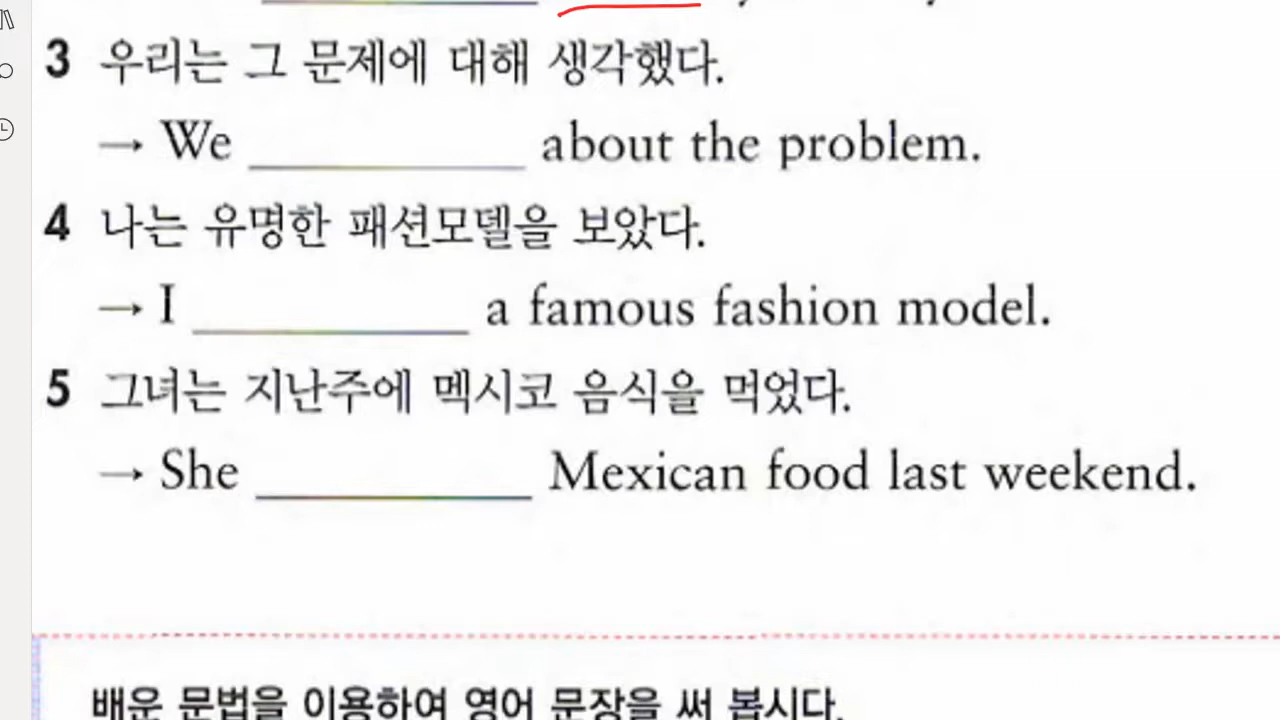 3 우리는 그 문제에 대해 생각했다.
→ We __________ about the problem.
4 나는 유명한 패션모델을 보았다.
→ I __________ a famous fashion model.
5 그녀는 지난주에 멕시코 음식을 먹었다.
→ She __________ Mexican food last weekend.
배운 문법을 이용하여 영어 문장을 써 봅시다.